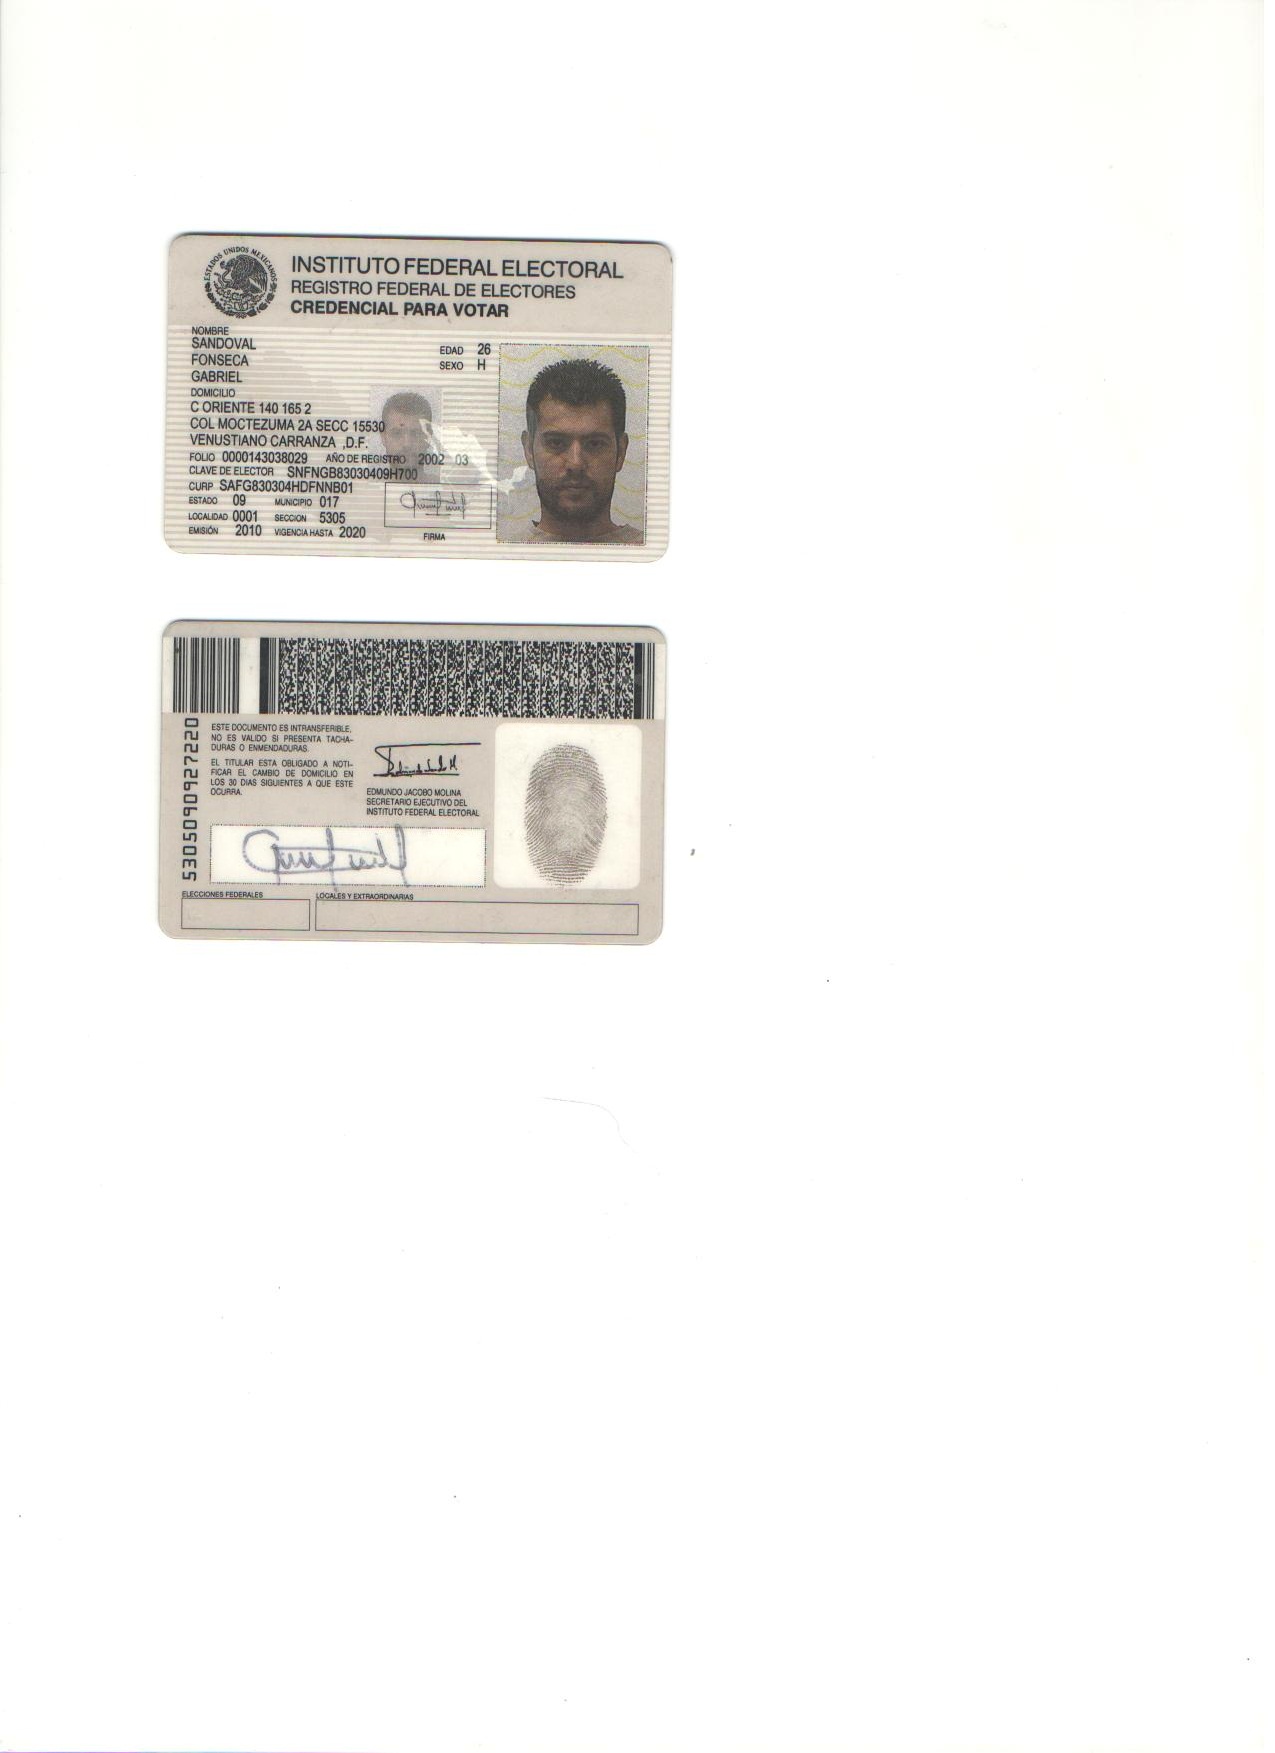 ESTADOS UNIDOS MEXICANOS
INSTITUTO FEDERAL ELECTORAL
REGISTRO FEDERAL DE ELECTORES
CREDENCIAL PARA VOTAR
NOMBRE
SANDOVAL
FONSECA
GABRIEL
EDAD 26
SEXO H
DOMICILIO
C ORIENTE 140 165 2
COL MOCTEZUMA 2A SECC 15530
VENUSTIANO CARRANZA ,D.F.
FOLIO 0000143038029 AÑO DE REGISTRO 2002 03
CLAVE DE ELECTOR SNFNGB83030409H700
CURP SAFG830304HDFNNB01
ESTADO 09 MUNICIPIO 017
LOCALIDAD 0001 SECCION 5305
EMISIÓN 2010 VIGENCIA HASTA 2020
FIRMA
5305090927220
ESTE DOCUMENTO ES INTRANSFERIBLE,
NO ES VALIDO SI PRESENTA TACHA-
DURAS O ENMENDADURAS.
EL TITULAR ESTA OBLIGADO A NOTI-
FICAR EL CAMBIO DE DOMICILIO EN
LOS 30 DIAS SIGUIENTES A QUE ESTE
OCURRA.
EDMUNDO JACOBO MOLINA
SECRETARIO EJECUTIVO DEL
INSTITUTO FEDERAL ELECTORAL
ELECCIONES FEDERALES
LOCALES Y EXTRAORDINARIAS